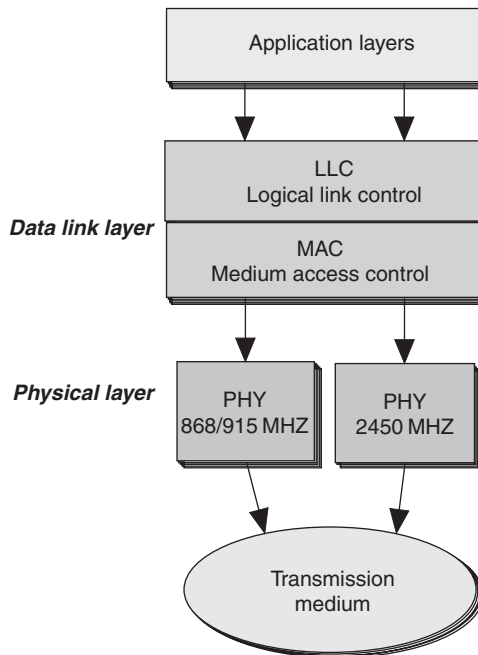 Application layers
LLC
Logical link control
Data link layer
MAC
Medium access control
Physical layer
PHY
868/915 MHZ
PHY
2450 MHZ
Transmission
medium